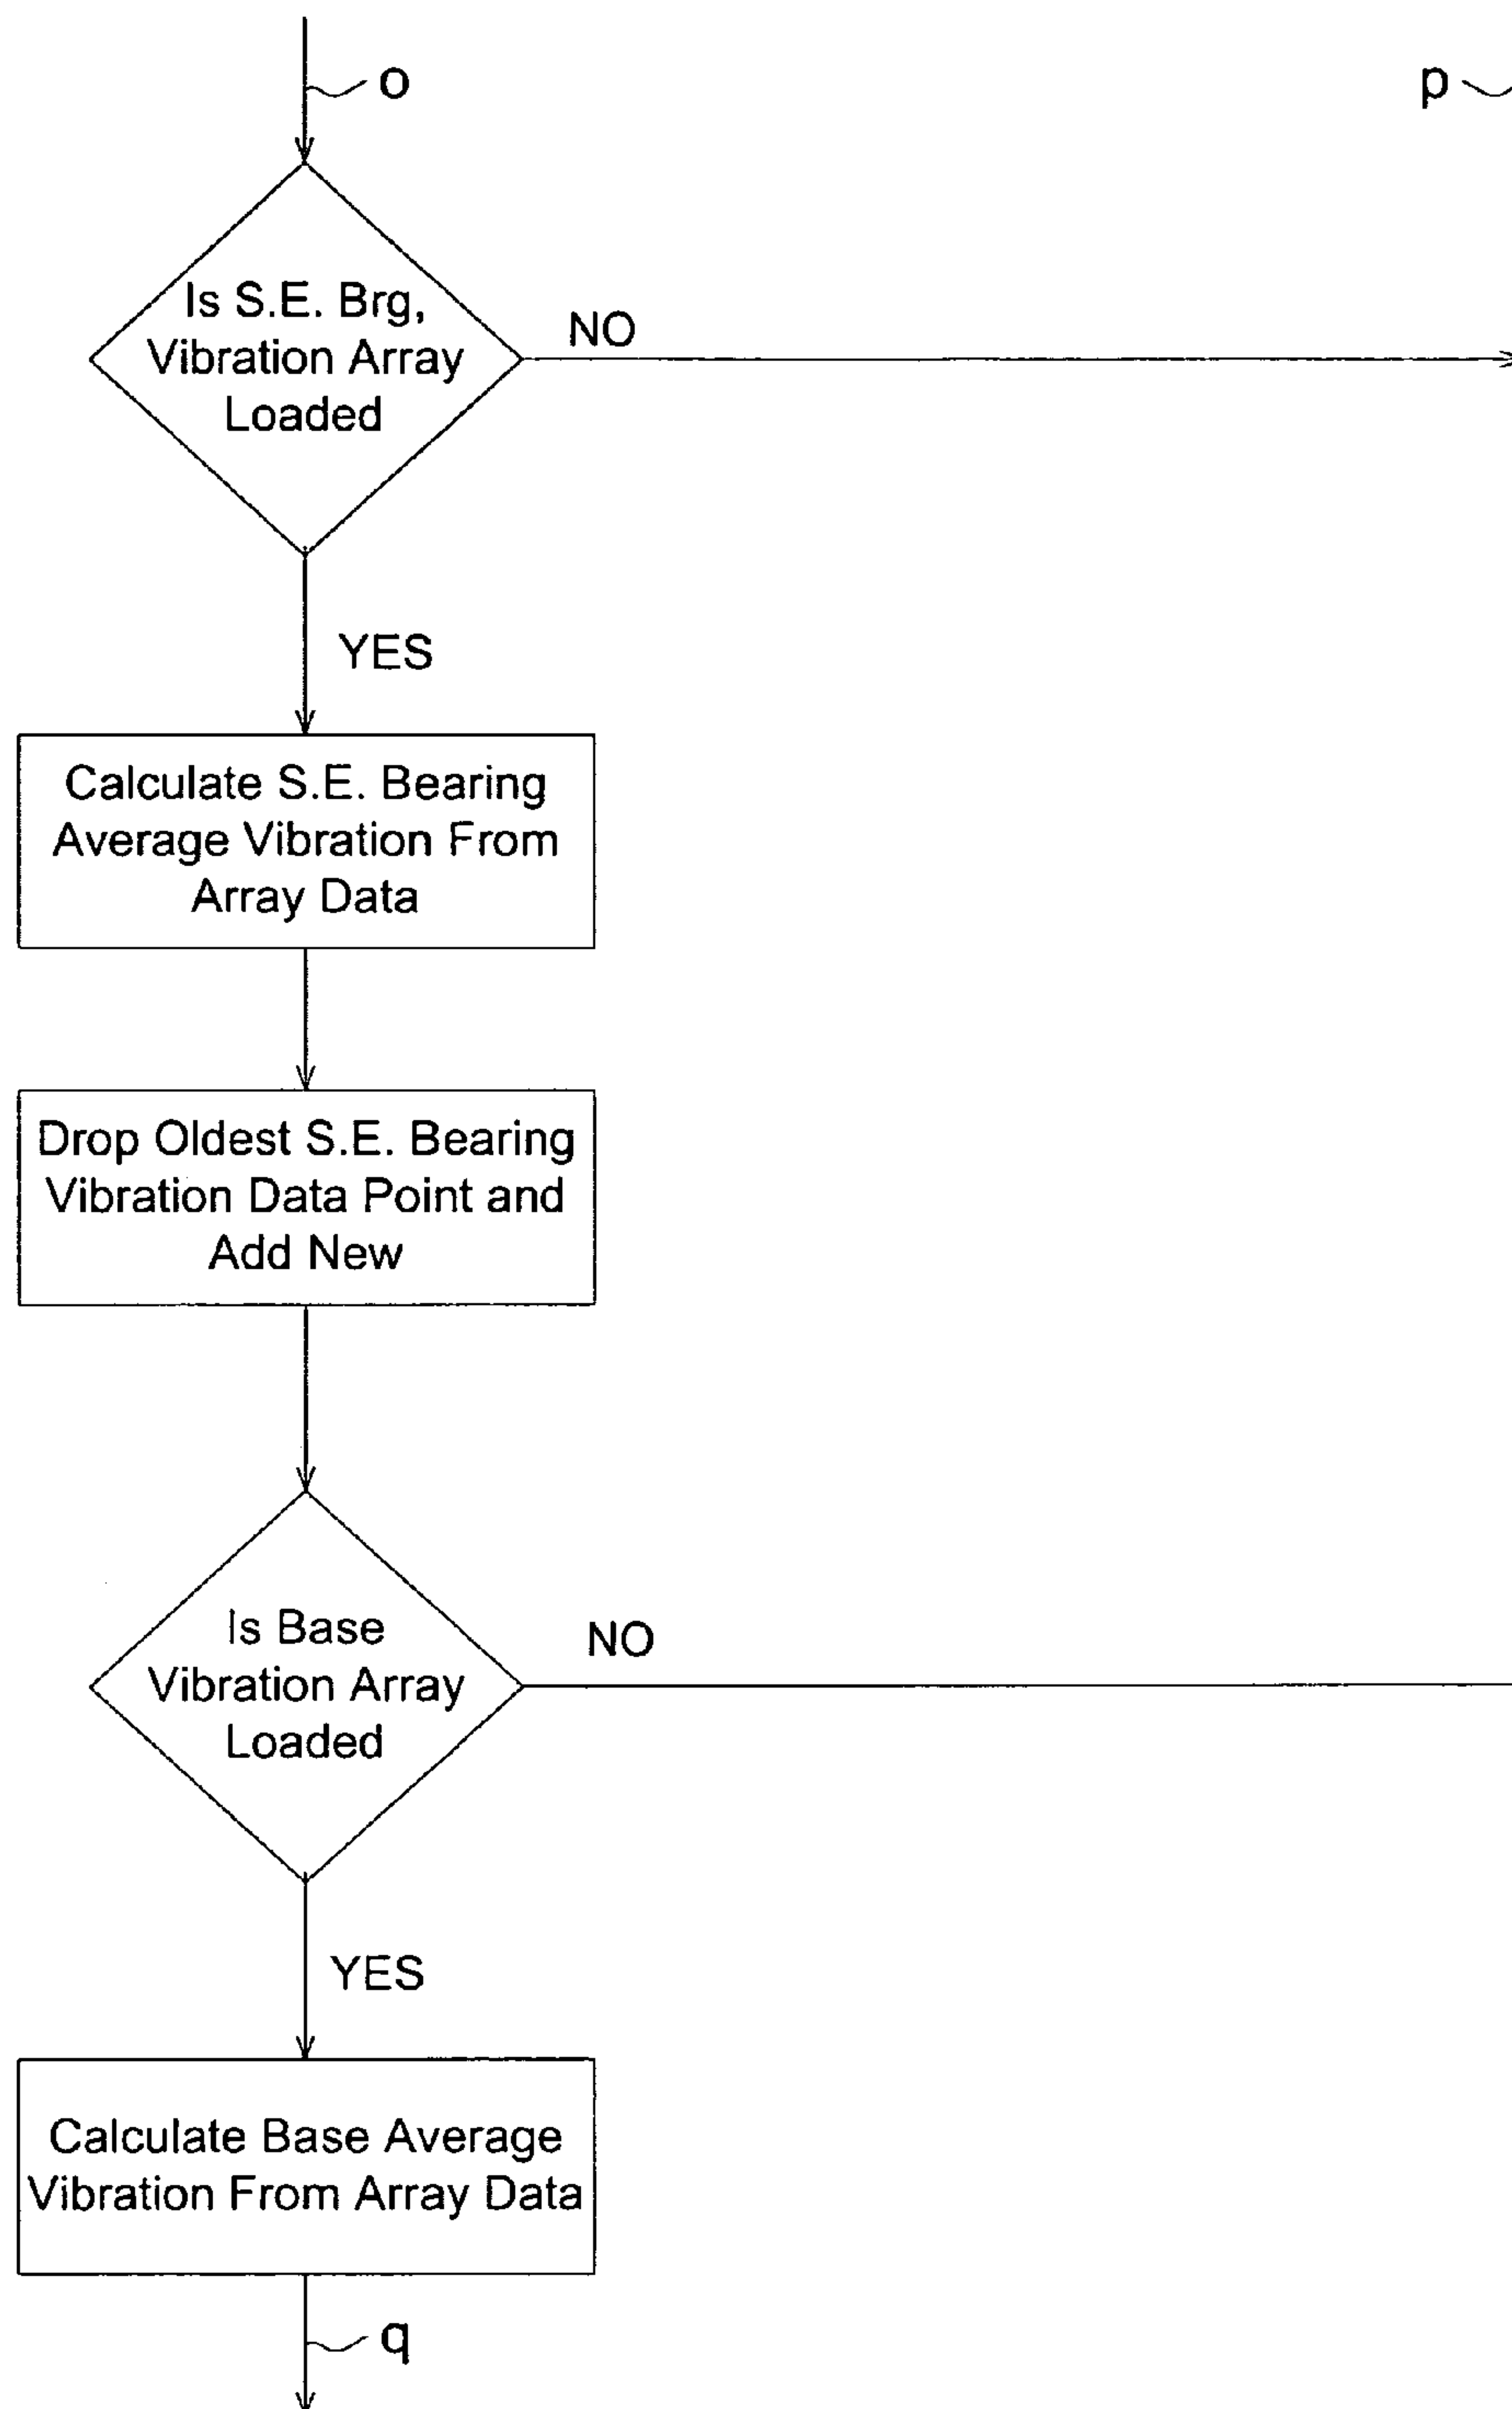 o
p
Is S.E. Brg,
Vibration Array
Loaded
NO
YES
Calculate S.E. Bearing
Average Vibration From
Array Data
Drop Oldest S.E. Bearing
Vibration Data Point and
Add New
Is Base
Vibration Array
Loaded
NO
YES
Calculate Base Average
Vibration From Array Data
q